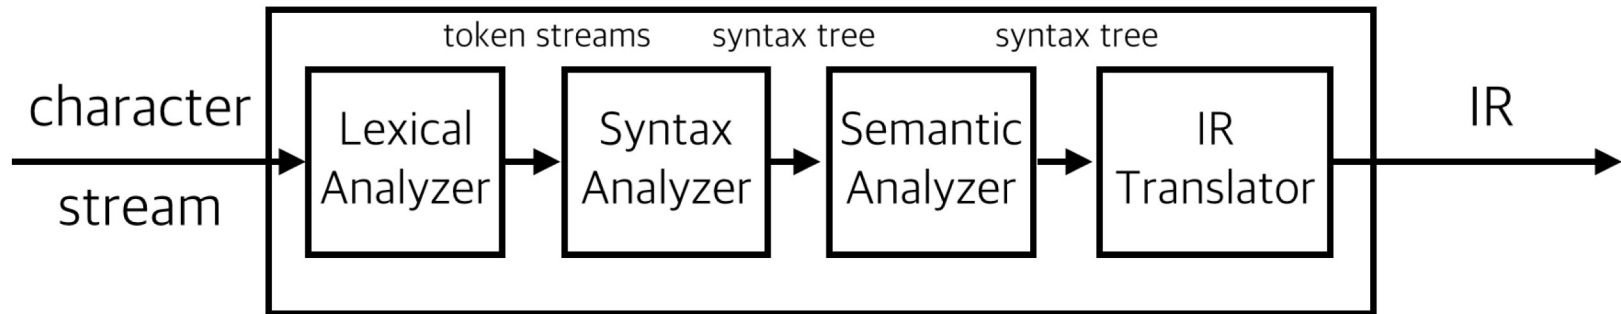 token streams
syntax tree
syntax tree
character
stream
Lexical
Analyzer
Syntax
Analyzer
Semantic
Analyzer
IR
Translator
IR